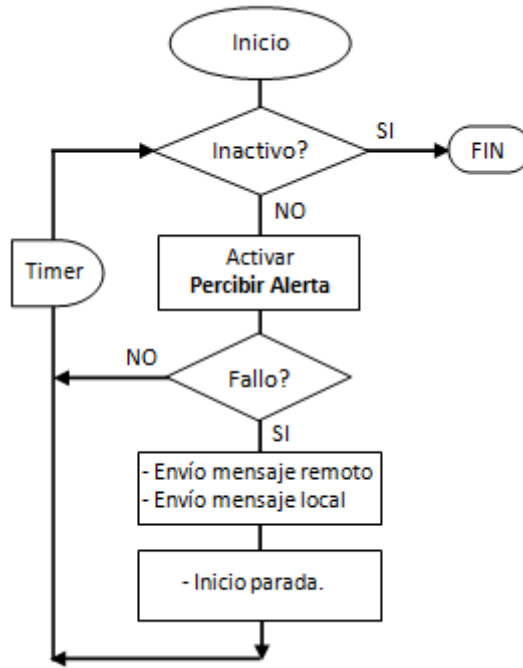 Inicio
Inactivo?
SI
FIN
NO
Timer
Activar
Percibir Alerta
NO
Fallo?
SI
- Envío mensaje remoto
- Envío mensaje local
- Inicio parada.